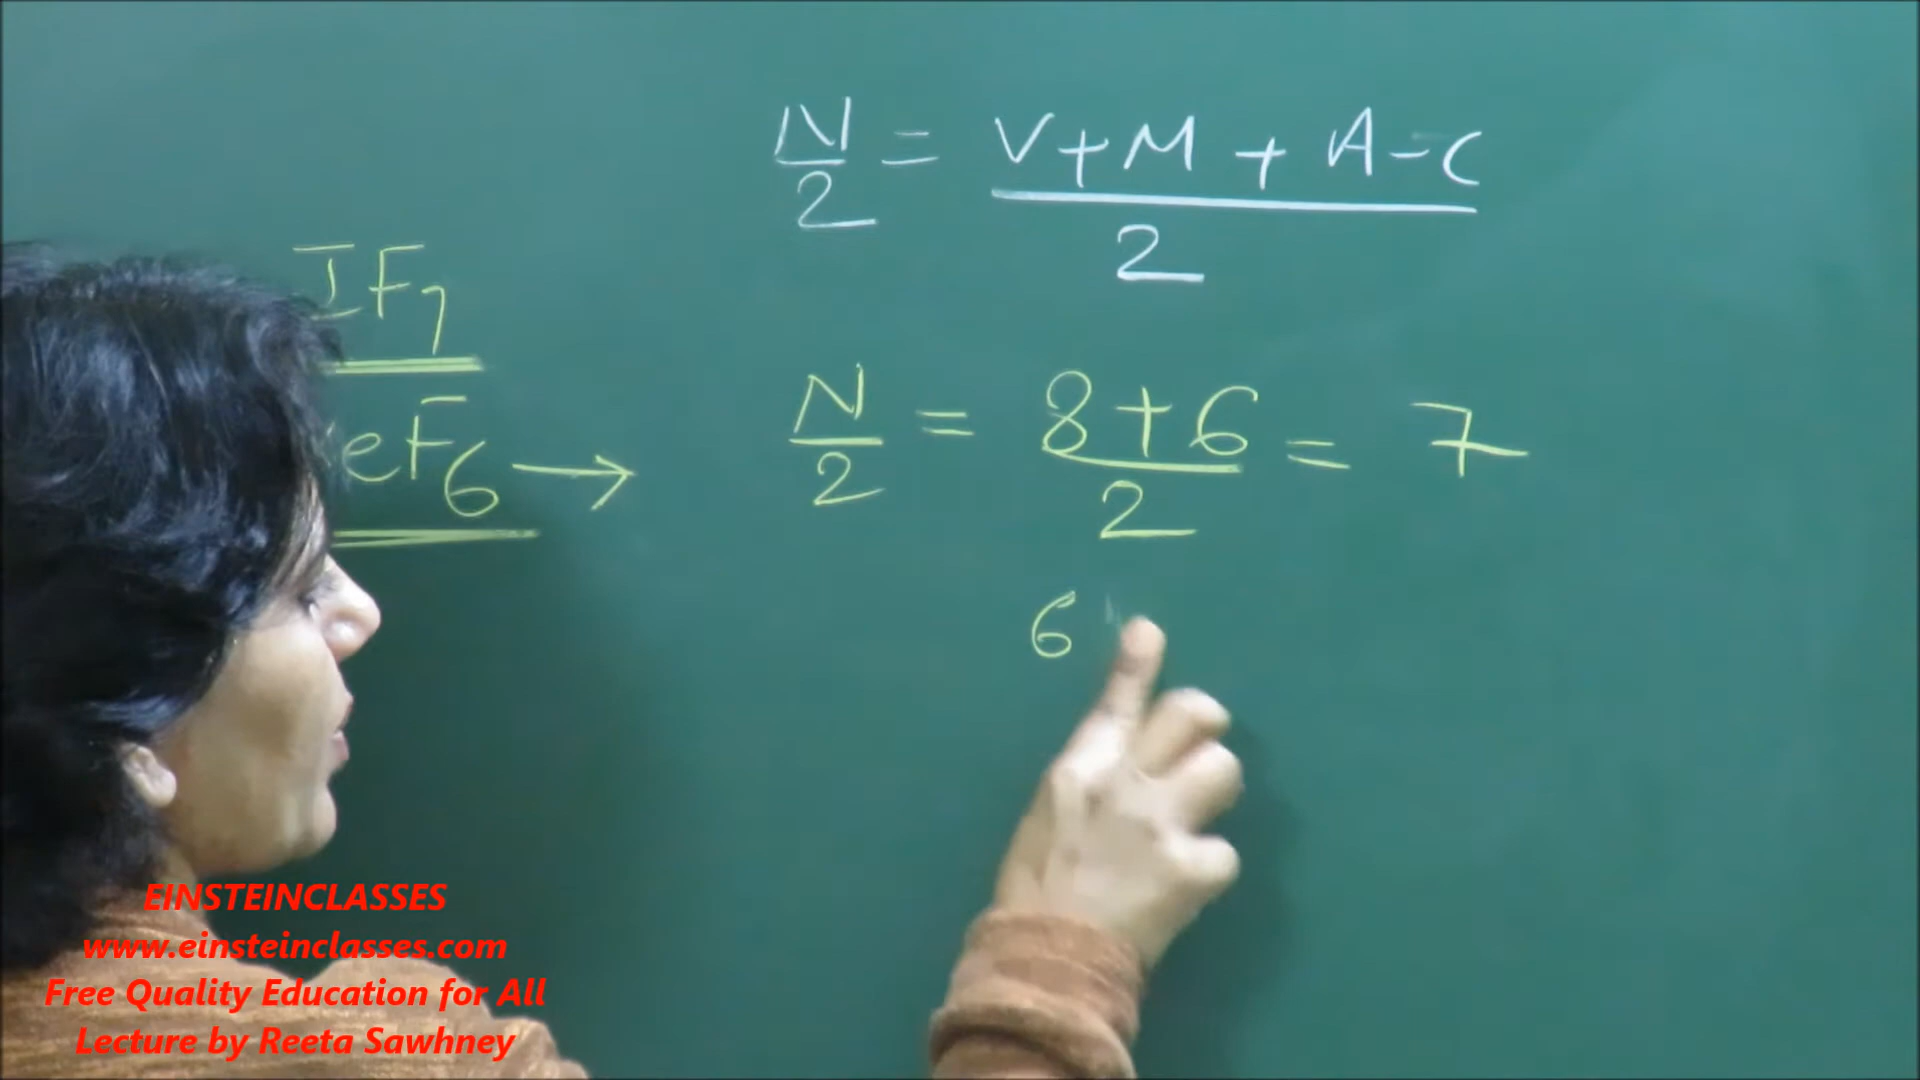 N/2 = V+M+A-C/2
IF7
eF6 → N/2 = 8+6/2 = 7
6
EINSTEINCLASSES
www.einsteinclasses.com
Free Quality Education for All
Lecture by Reeta Sawhney